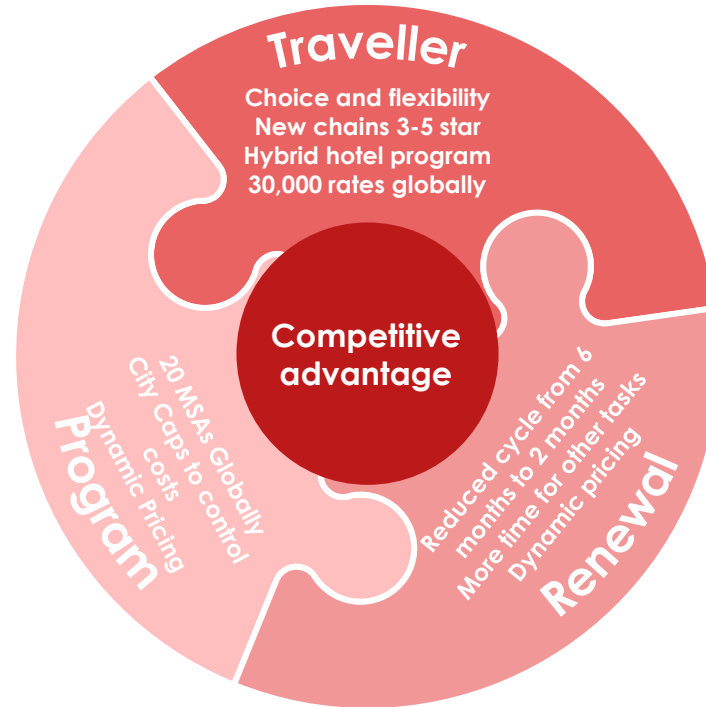 Traveller
Choice and flexibility
New chains 3-5 star
Hybrid hotel program
30,000 rates globally
Competitive
advantage
20 MSAs Globally
City Caps to control
costs
Dynamic Pricing
Program
Reduced cycle from 6
months to 2 months
More time for other tasks
Dynamic pricing
Renewal